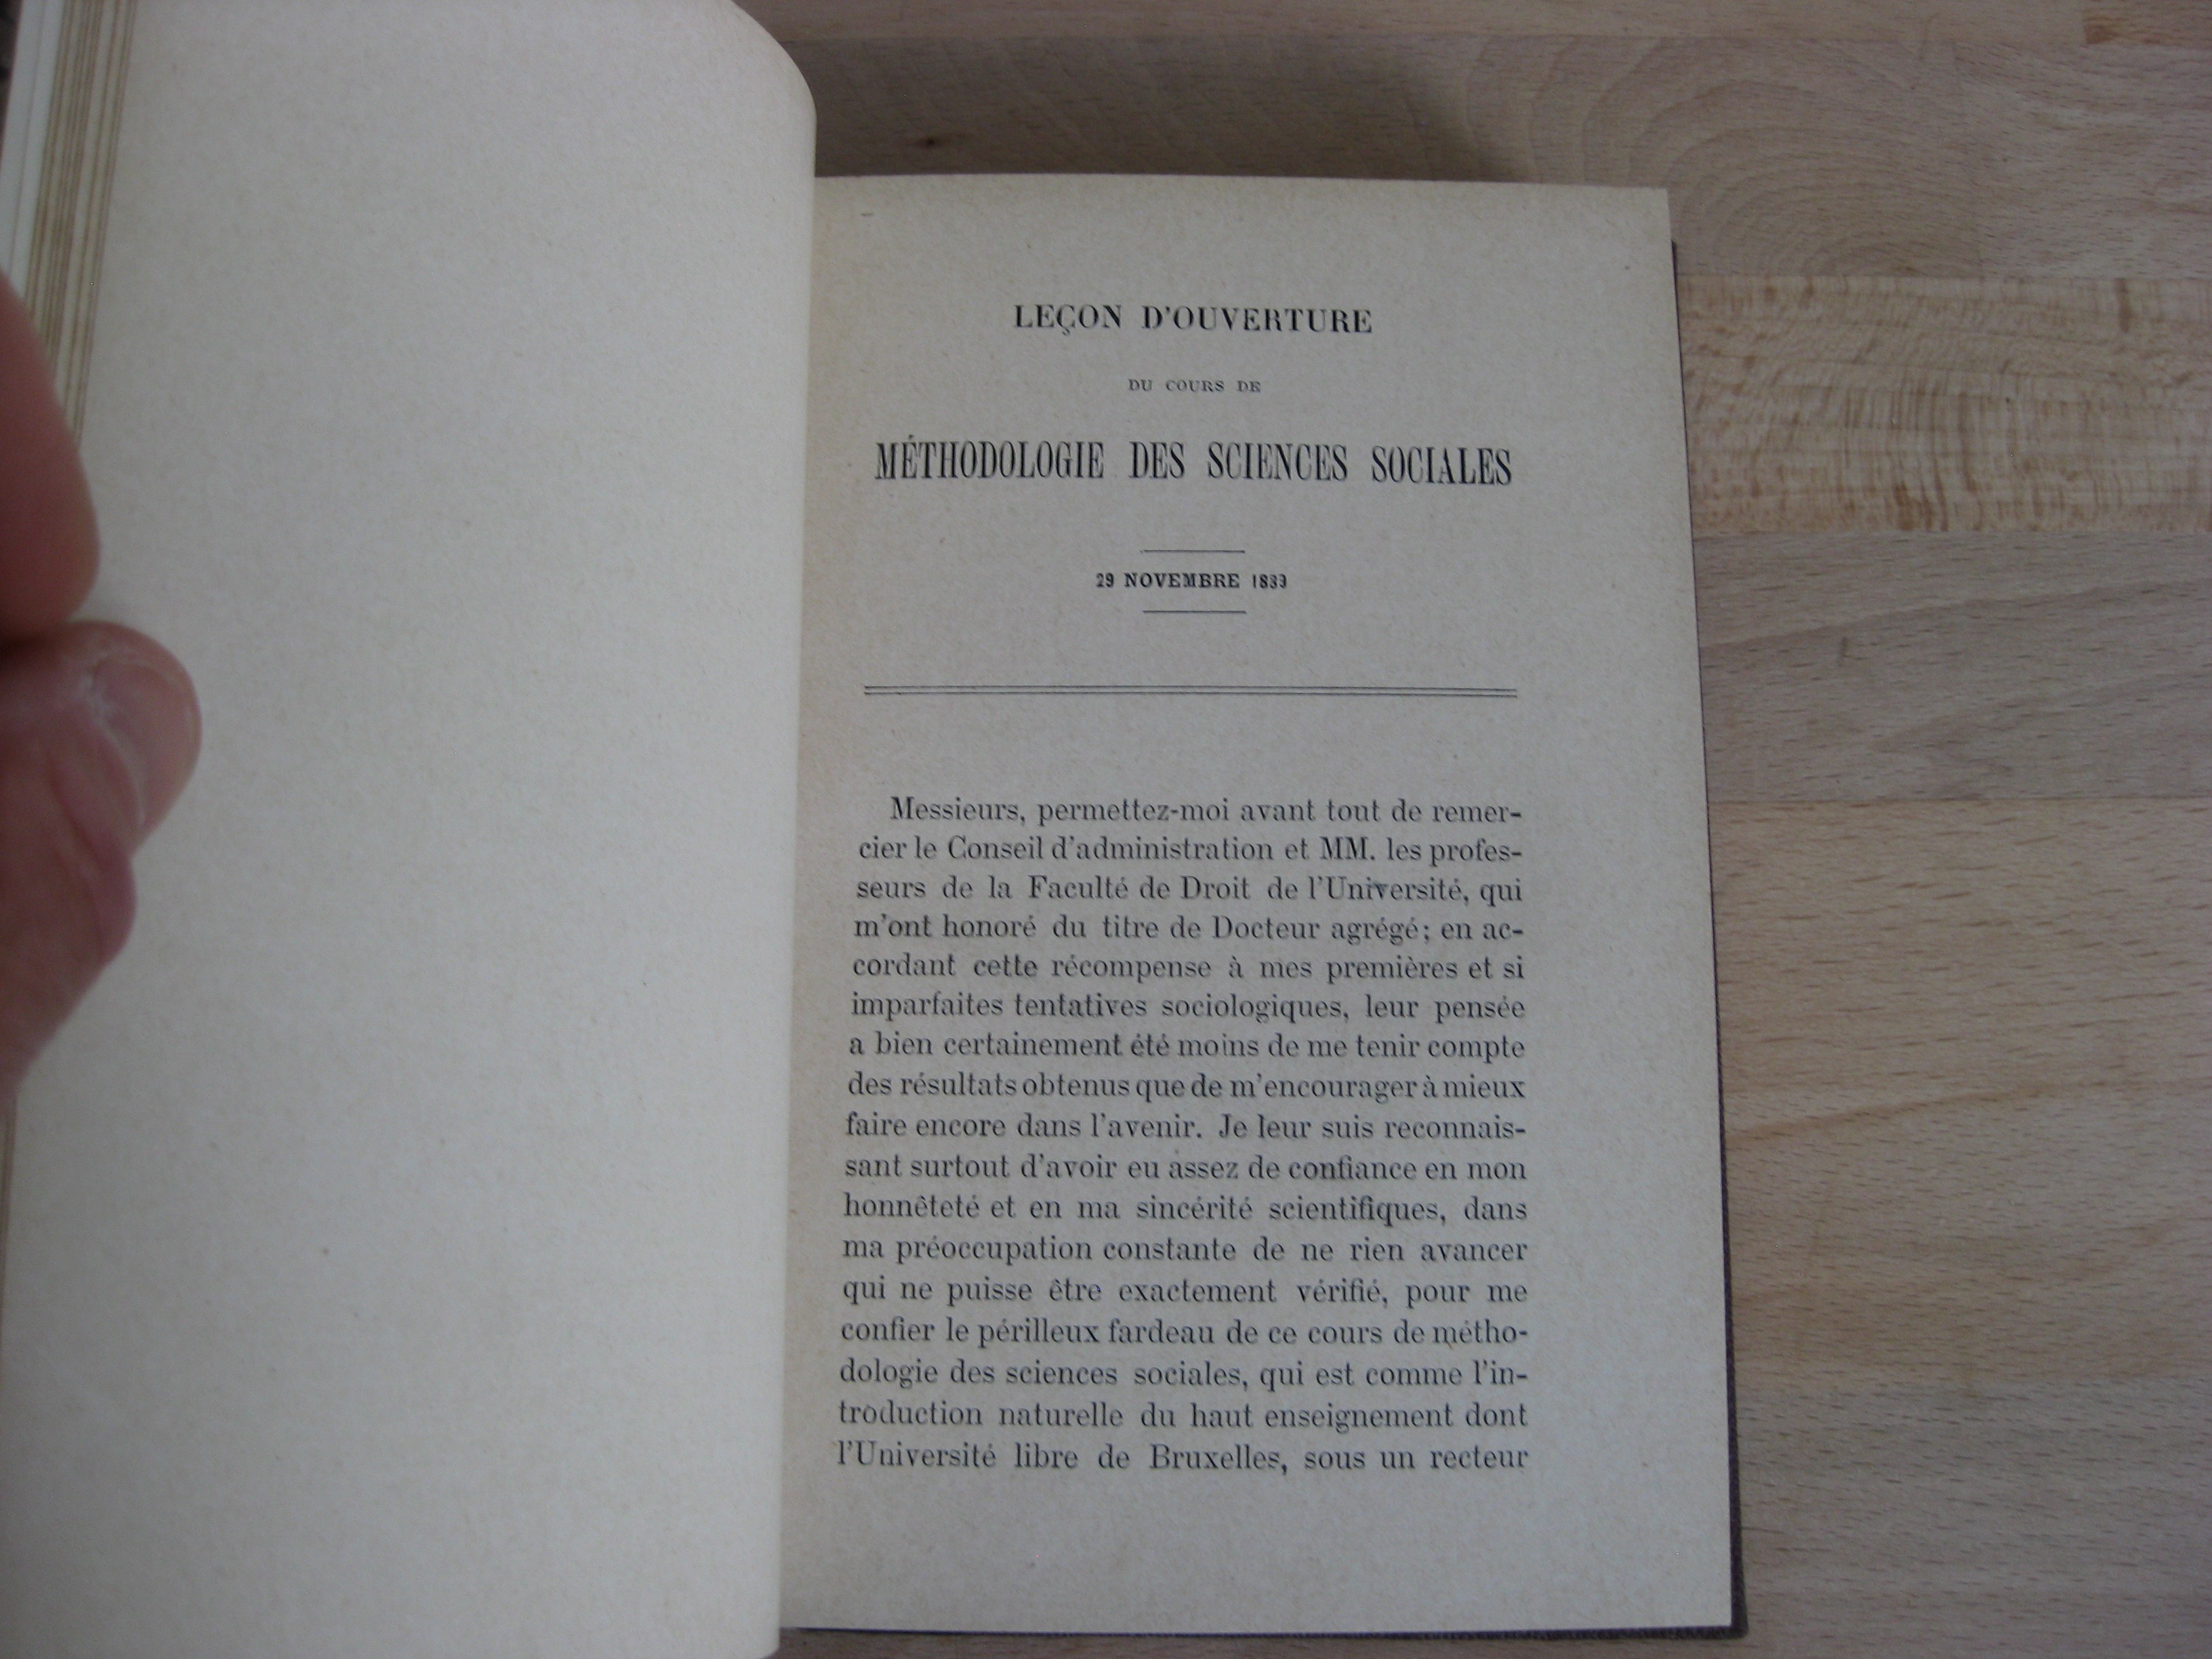 LEÇON D'OUVERTURE
DU COURS DE
MÉTHODOLOGIE DES SCIENCES SOCIALES
29 NOVEMBRE 1889
Messieurs, permettez-moi avant tout de remer-
cier le Conseil d'administration et MM. les profes-
seurs de la Faculté de Droit de l'Université, qui
m'ont honoré du titre de Docteur agrégé; en ac-
cordant cette récompense à mes premières et si
imparfaites tentatives sociologiques, leur pensée
a bien certainement été moins de me tenir compte
des résultats obtenus que de m'encourager à mieux
faire encore dans l'avenir. Je leur suis reconnais-
sant surtout d'avoir eu assez de confiance en mon
honnêteté et en ma sincérité scientifiques, dans
ma préoccupation constante de ne rien avancer
qui ne puisse être exactement vérifié, pour me
confier le périlleux fardeau de ce cours de métho-
dologie des sciences sociales, qui est comme l'in-
troduction naturelle du haut enseignement dont
l'Université libre de Bruxelles, sous un recteur